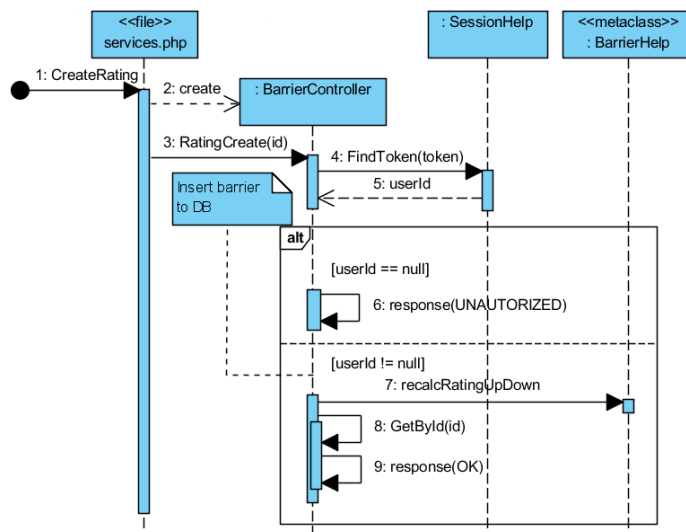 <<file>>
services.php
: SessionHelp
<<metaclass>>
: BarrierHelp
1: CreateRating
2: create
: BarrierController
3: RatingCreate(id)
4: FindToken(token)
5: userId
Insert barrier
to DB
alt
[userId == null]
6: response(UNAUTORIZED)
[userId != null]
7: recalcRatingUpDown
8: GetById(id)
9: response(OK)